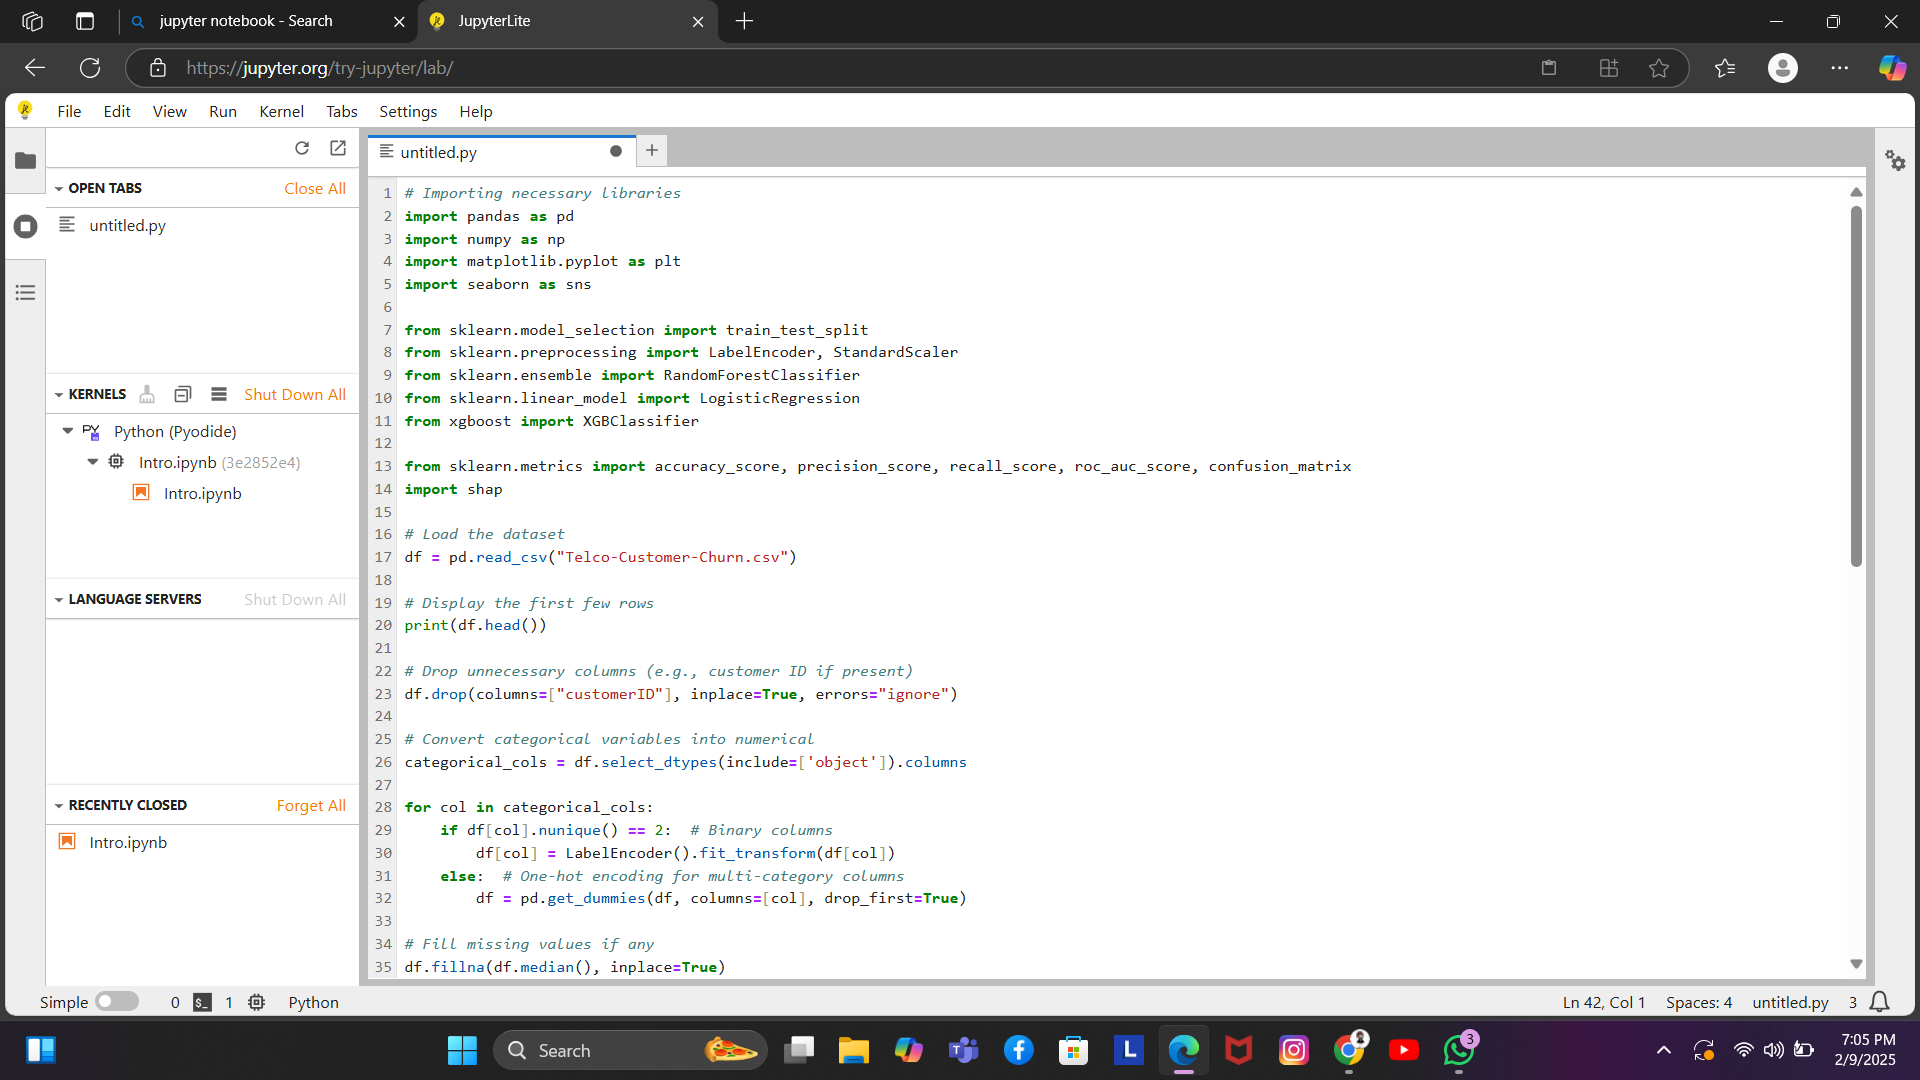 jupyter notebook - Search
JupyterLite
https://jupyter.org/try-jupyter/lab/
File Edit View Run Kernel Tabs Settings Help
OPEN TABS Close All
untitled.py
KERNELS Shut Down All
Python (Pyodide)
Intro.ipynb (3e2852e4)
Intro.ipynb
LANGUAGE SERVERS Shut Down All
RECENTLY CLOSED Forget All
Intro.ipynb
untitled.py
1 # Importing necessary libraries
2 import pandas as pd
3 import numpy as np
4 import matplotlib.pyplot as plt
5 import seaborn as sns
6
7 from sklearn.model_selection import train_test_split
8 from sklearn.preprocessing import LabelEncoder, StandardScaler
9 from sklearn.ensemble import RandomForestClassifier
10 from sklearn.linear_model import LogisticRegression
11 from xgboost import XGBClassifier
12
13 from sklearn.metrics import accuracy_score, precision_score, recall_score, roc_auc_score, confusion_matrix
14 import shap
15
16 # Load the dataset
17 df = pd.read_csv("Telco-Customer-Churn.csv")
18
19 # Display the first few rows
20 print(df.head())
21
22 # Drop unnecessary columns (e.g., customer ID if present)
23 df.drop(columns=["customerID"], inplace=True, errors="ignore")
24
25 # Convert categorical variables into numerical
26 categorical_cols = df.select_dtypes(include=['object']).columns
27
28 for col in categorical_cols:
29     if df[col].nunique() == 2:  # Binary columns
30         df[col] = LabelEncoder().fit_transform(df[col])
31     else:  # One-hot encoding for multi-category columns
32         df = pd.get_dummies(df, columns=[col], drop_first=True)
33
34 # Fill missing values if any
35 df.fillna(df.median(), inplace=True)
Simple 0 $_ 1 Python Ln 42, Col 1 Spaces: 4 untitled.py 3
Search
L
3
7:05 PM
2/9/2025